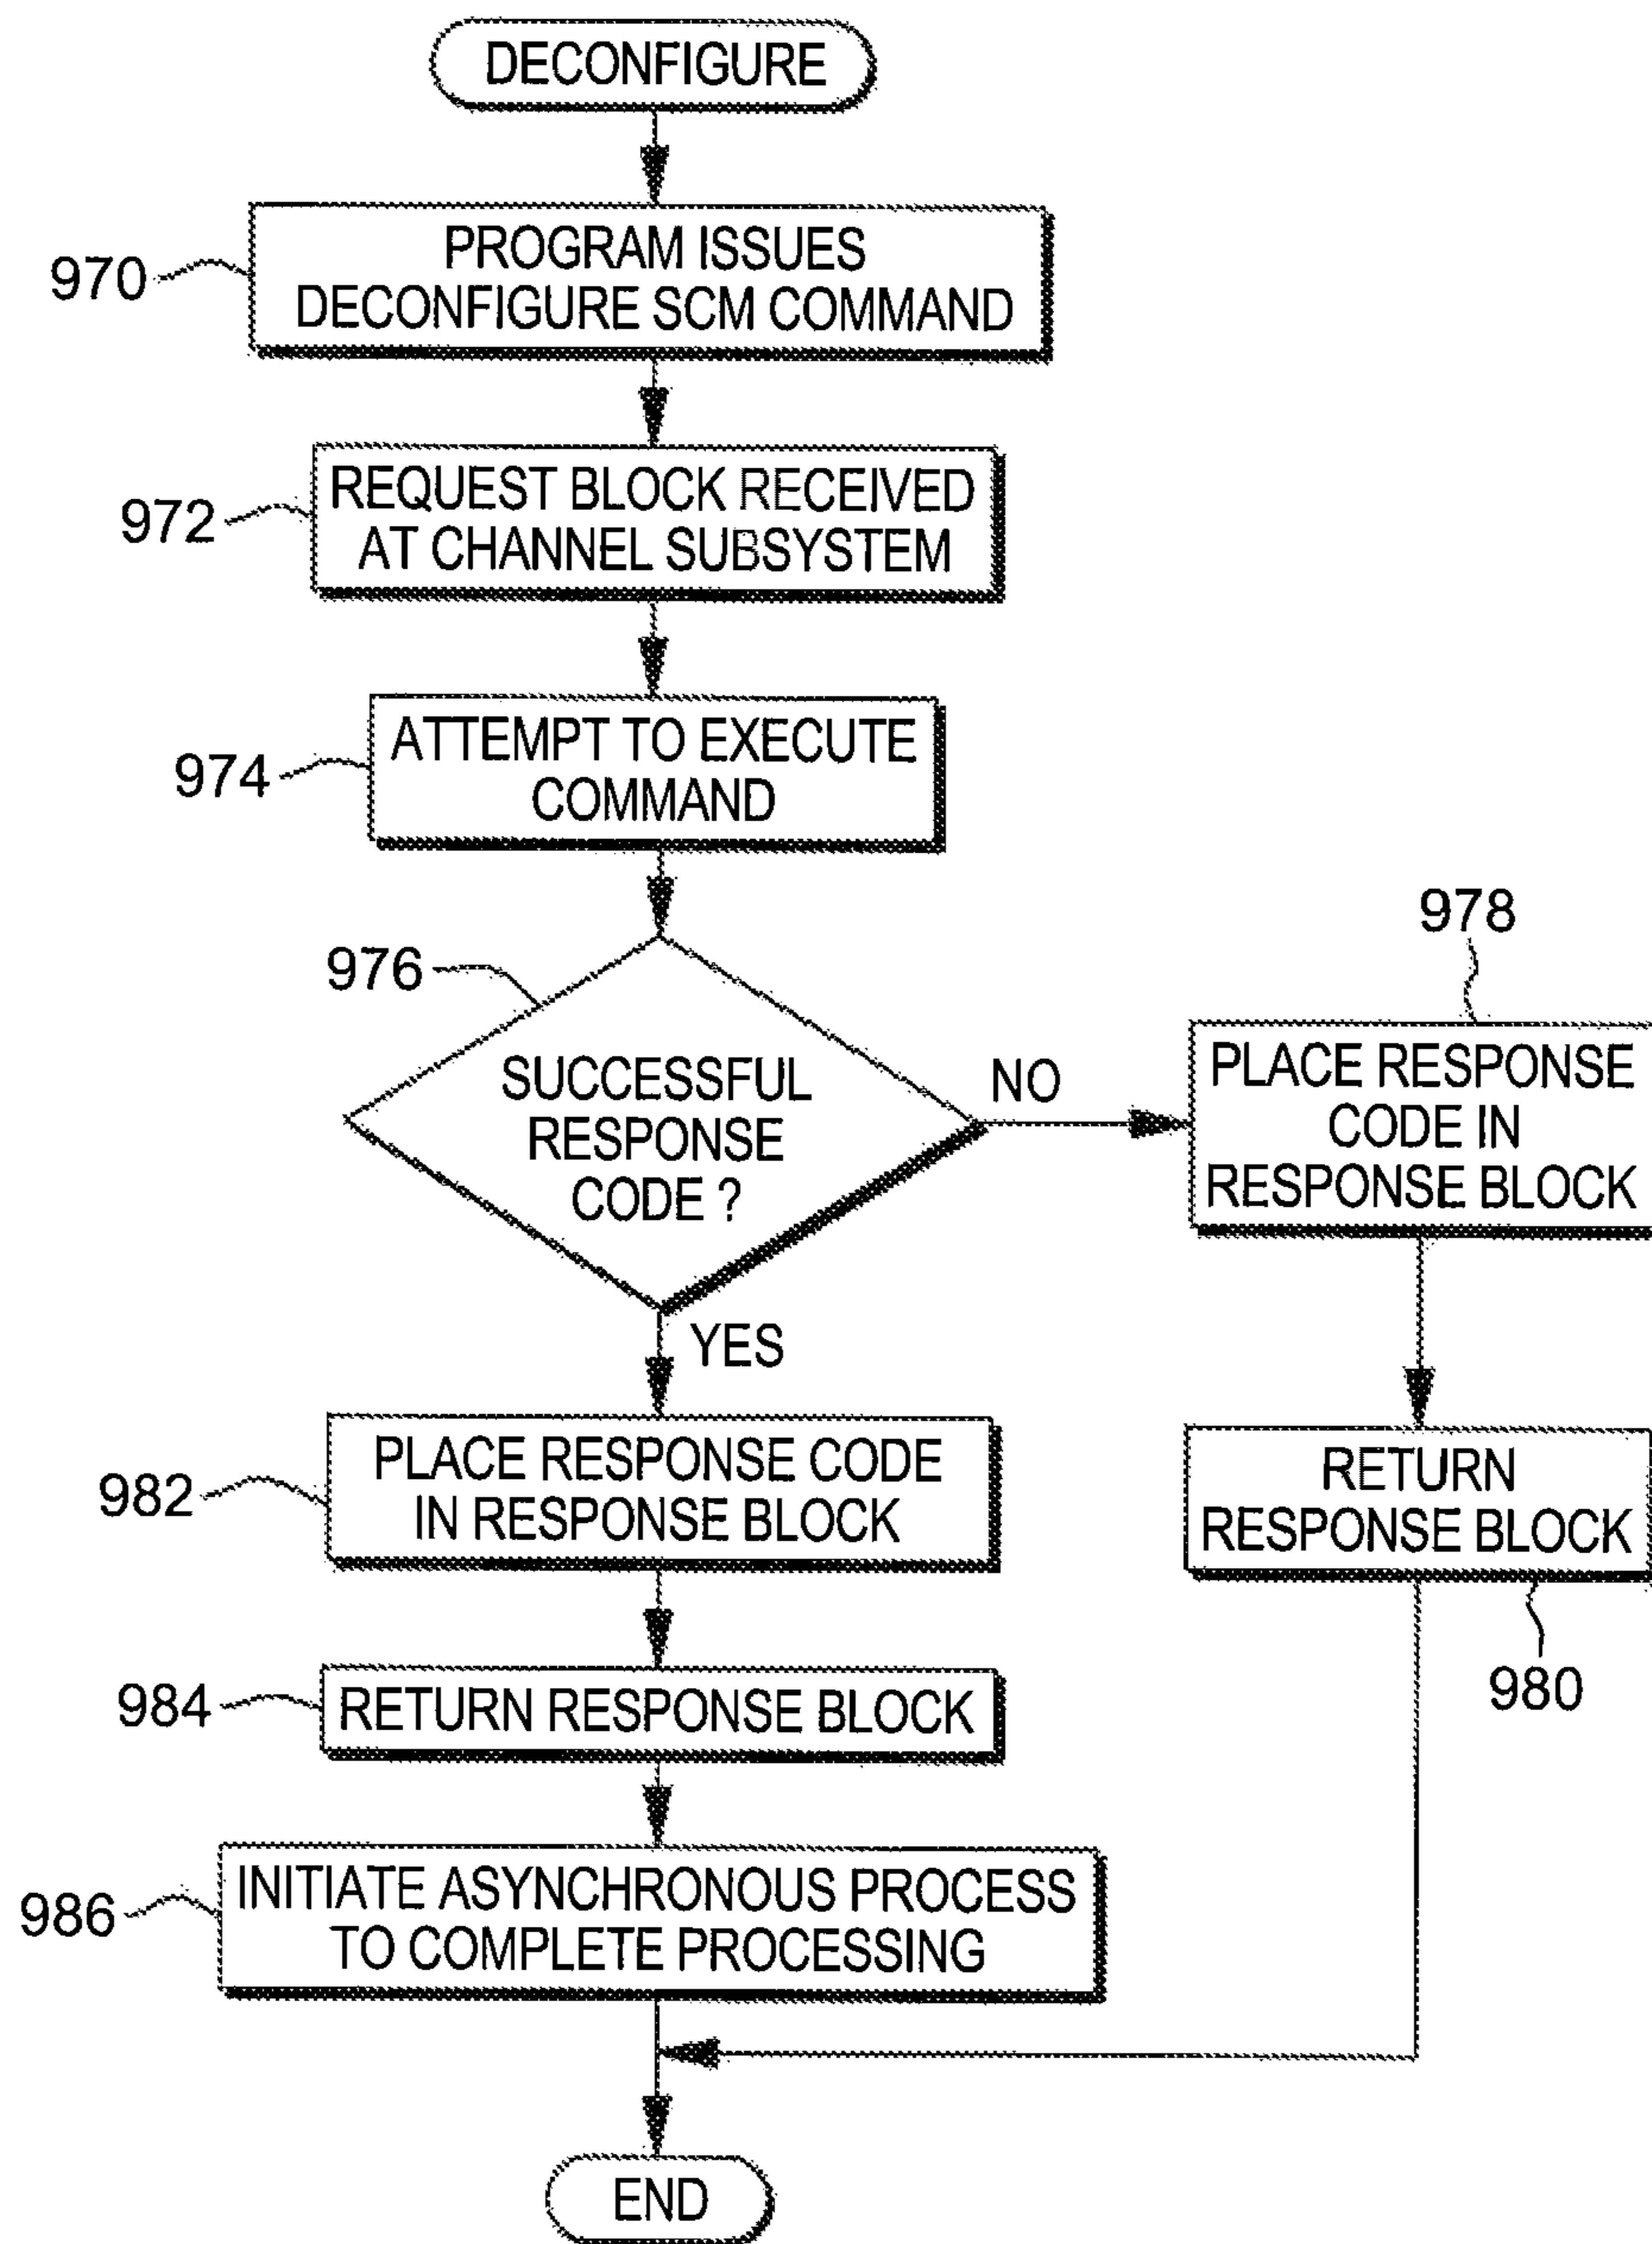 DECONFIGURE
970
PROGRAM ISSUES
DECONFIGURE SCM COMMAND
972
REQUEST BLOCK RECEIVED
AT CHANNEL SUBSYSTEM
974
ATTEMPT TO EXECUTE
COMMAND
976
SUCCESSFUL
RESPONSE
CODE ?
NO
978
PLACE RESPONSE
CODE IN
RESPONSE BLOCK
YES
982
PLACE RESPONSE CODE
IN RESPONSE BLOCK
RETURN
RESPONSE BLOCK
980
984
RETURN RESPONSE BLOCK
986
INITIATE ASYNCHRONOUS PROCESS
TO COMPLETE PROCESSING
END